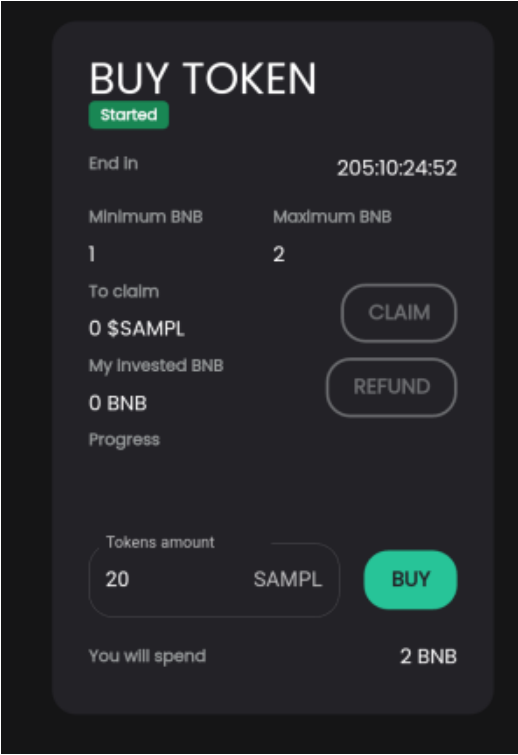 BUY TOKEN
Started
End in 205:10:24:52
Minimum BNB Maximum BNB
1 2
To claim
0 $SAMPL CLAIM
My invested BNB
0 BNB REFUND
Progress
Tokens amount
20 SAMPL BUY
You will spend 2 BNB